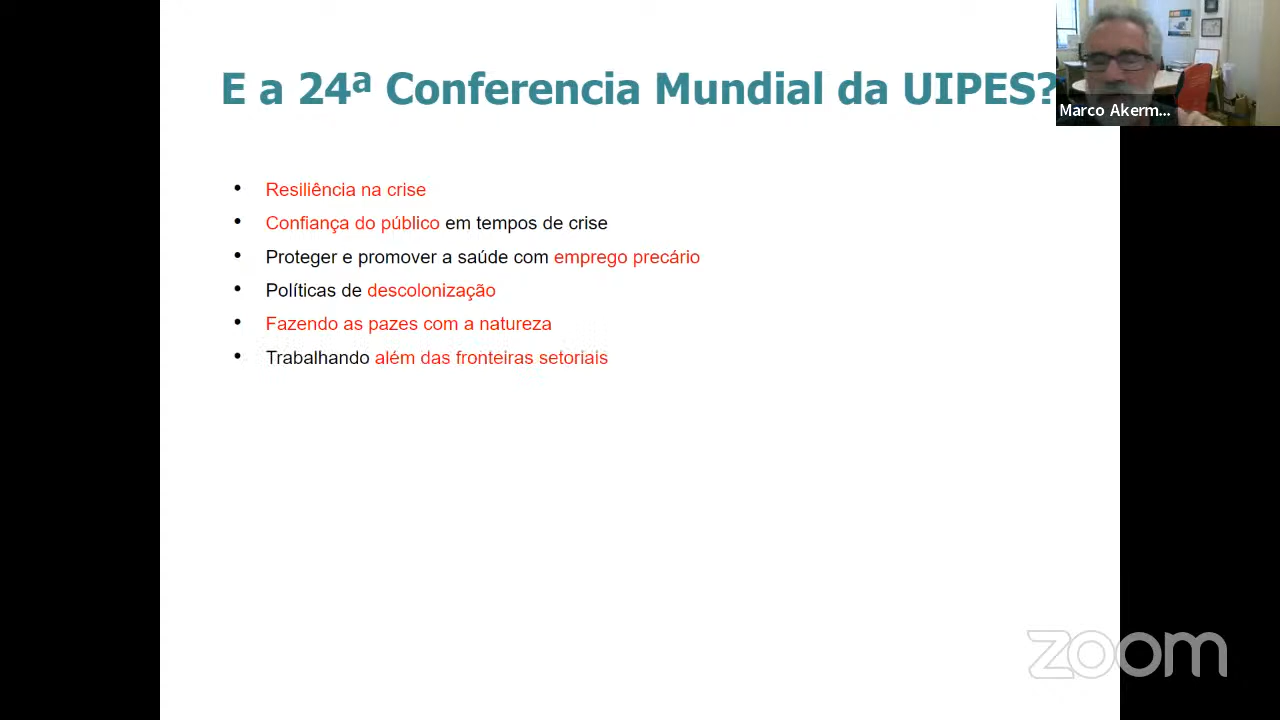 E a 24ª Conferencia Mundial da UIPES?
Marco Akerm...
• Resiliência na crise
• Confiança do público em tempos de crise
• Proteger e promover a saúde com emprego precário
• Políticas de descolonização
• Fazendo as pazes com a natureza
• Trabalhando além das fronteiras setoriais
zoom